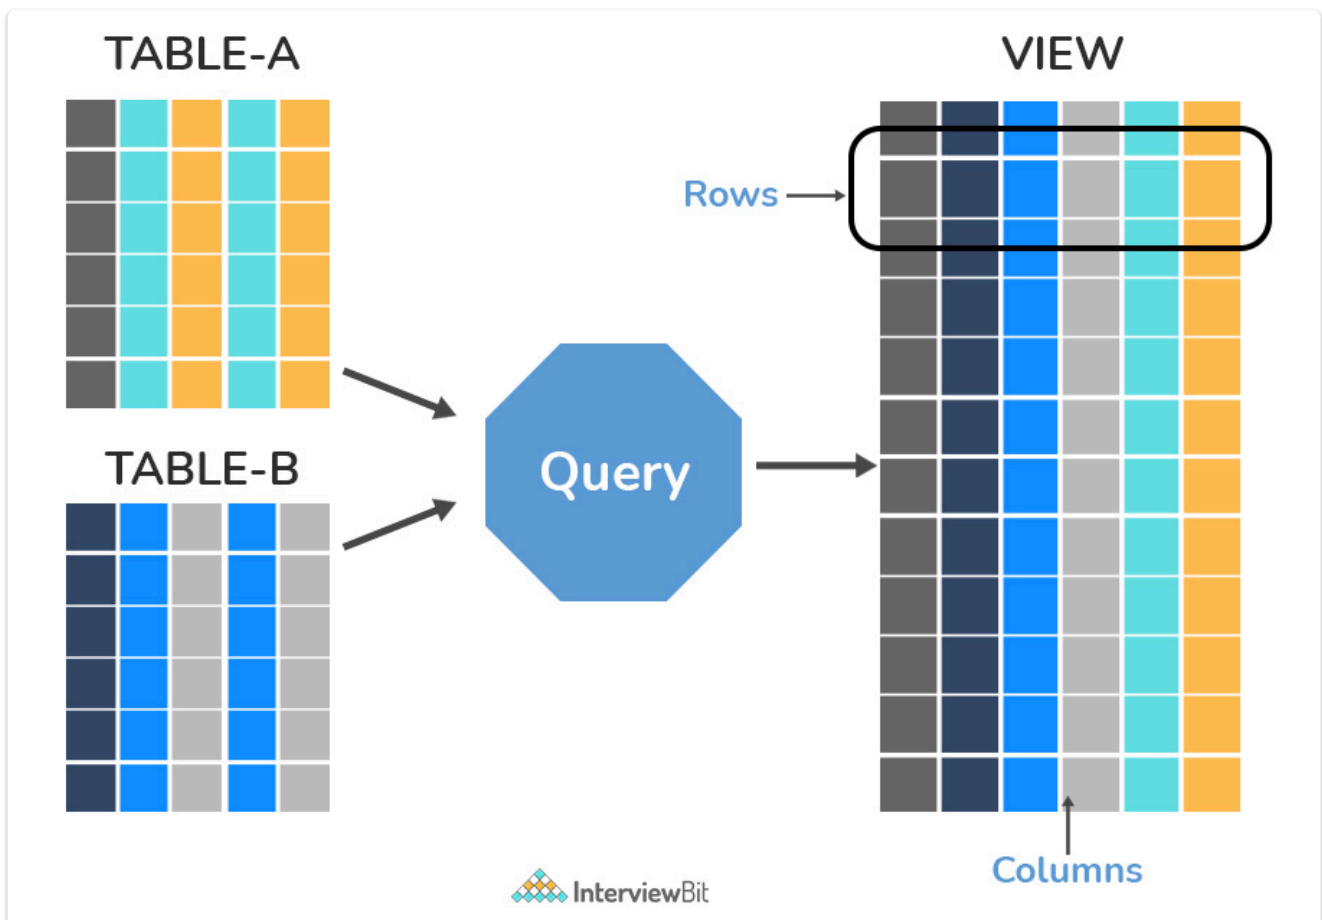 TABLE-A
VIEW
Rows
TABLE-B
Query
Columns
InterviewBit